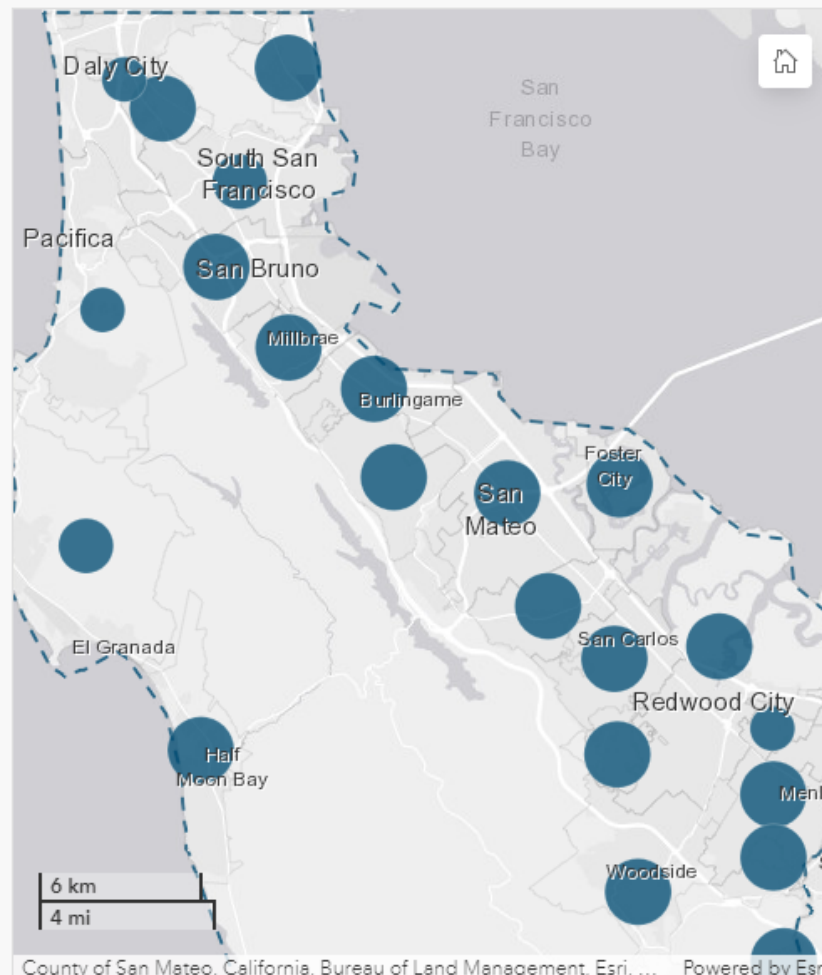 Daly City
San
Francisco
Bay
South San
Francisco
Pacifica
San Bruno
Millbrae
Burlingame
Foster
City
San
Mateo
El Granada
San Carlos
Redwood City
Half
Moon Bay
Menl
Woodside
6 km
4 mi
County of San Mateo, California, Bureau of Land Management, Esri, ...
Powered by Esr